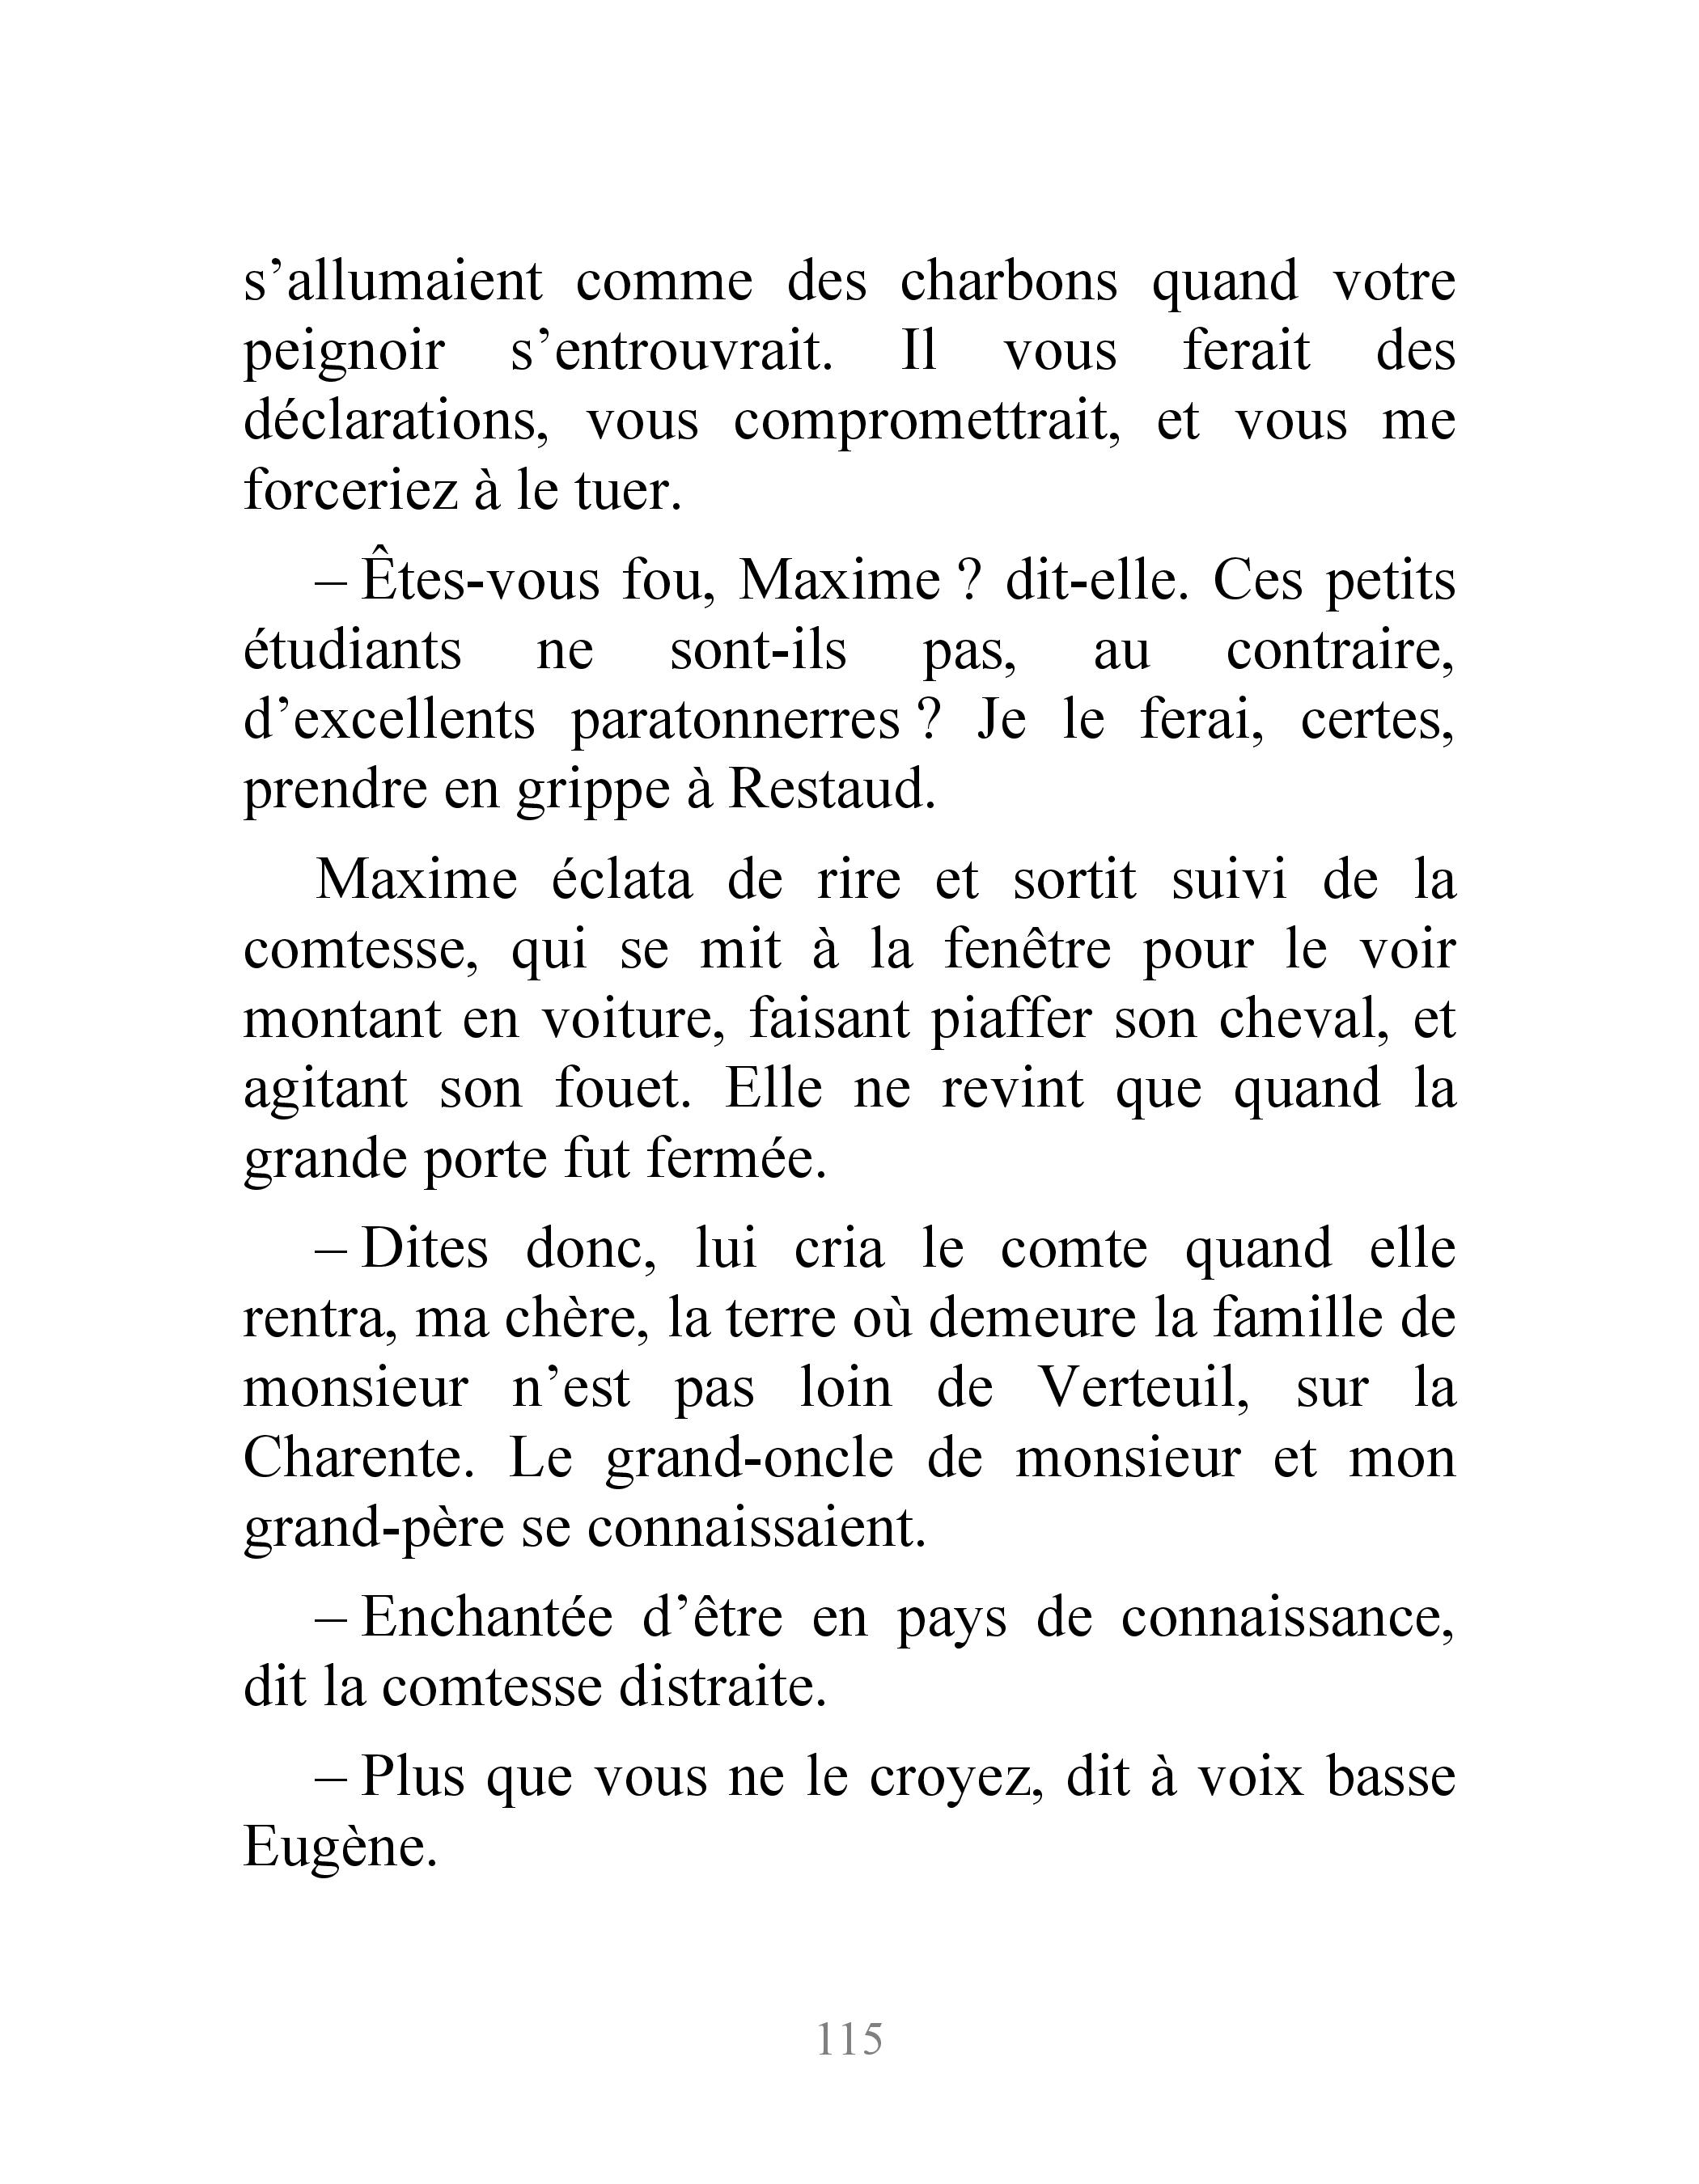 s’allumaient comme des charbons quand votre
peignoir s’entrouvrait. Il vous ferait des
déclarations, vous compromettrait, et vous me
forceriez à le tuer.
– Êtes-vous fou, Maxime ? dit-elle. Ces petits
étudiants ne sont-ils pas, au contraire,
d’excellents paratonnerres ? Je le ferai, certes,
prendre en grippe à Restaud.
Maxime éclata de rire et sortit suivi de la
comtesse, qui se mit à la fenêtre pour le voir
montant en voiture, faisant piaffer son cheval, et
agitant son fouet. Elle ne revint que quand la
grande porte fut fermée.
– Dites donc, lui cria le comte quand elle
rentra, ma chère, la terre où demeure la famille de
monsieur n’est pas loin de Verteuil, sur la
Charente. Le grand-oncle de monsieur et mon
grand-père se connaissaient.
– Enchantée d’être en pays de connaissance,
dit la comtesse distraite.
– Plus que vous ne le croyez, dit à voix basse
Eugène.
115